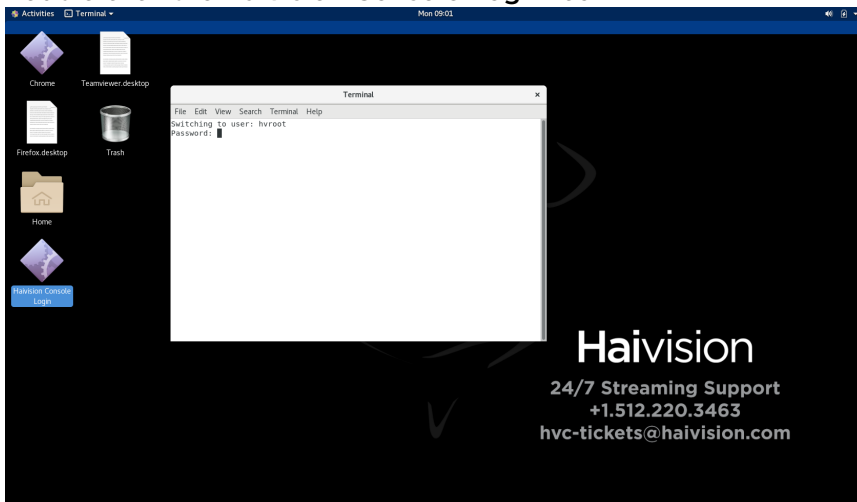 Activities Terminal Mon 09:01
Chrome
Teamviewer.desktop
Firefox.desktop
Trash
Home
Haivision Console
Login
Terminal
File Edit View Search Terminal Help
Switching to user: hvroot
Password:
Haivision
24/7 Streaming Support
+1.512.220.3463
hvc-tickets@haivision.com